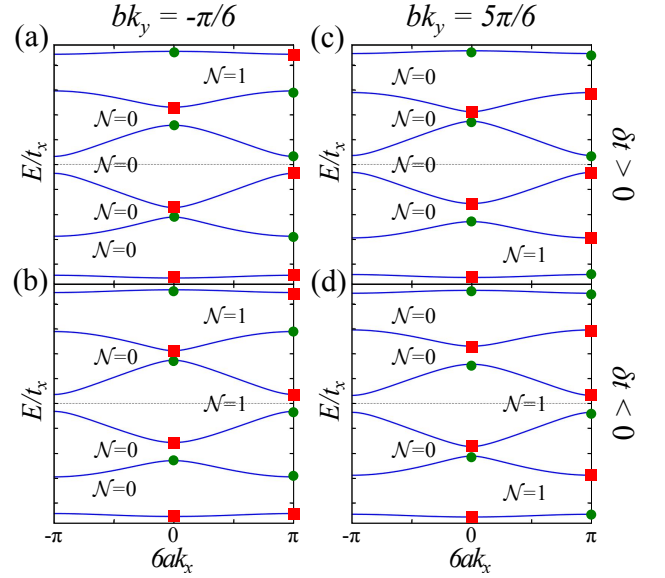 bk_y = -π/6
bk_y = 5π/6
(a)
E/t_x
N=1
N=0
N=0
N=0
N=0
(c)
E/t_x
N=0
N=0
N=0
N=0
N=1
δt > 0
(b)
E/t_x
N=1
N=0
N=1
N=0
N=0
-π
0
π
6ak_x
(d)
E/t_x
N=0
N=0
N=1
N=0
N=1
-π
0
π
6ak_x
δt < 0